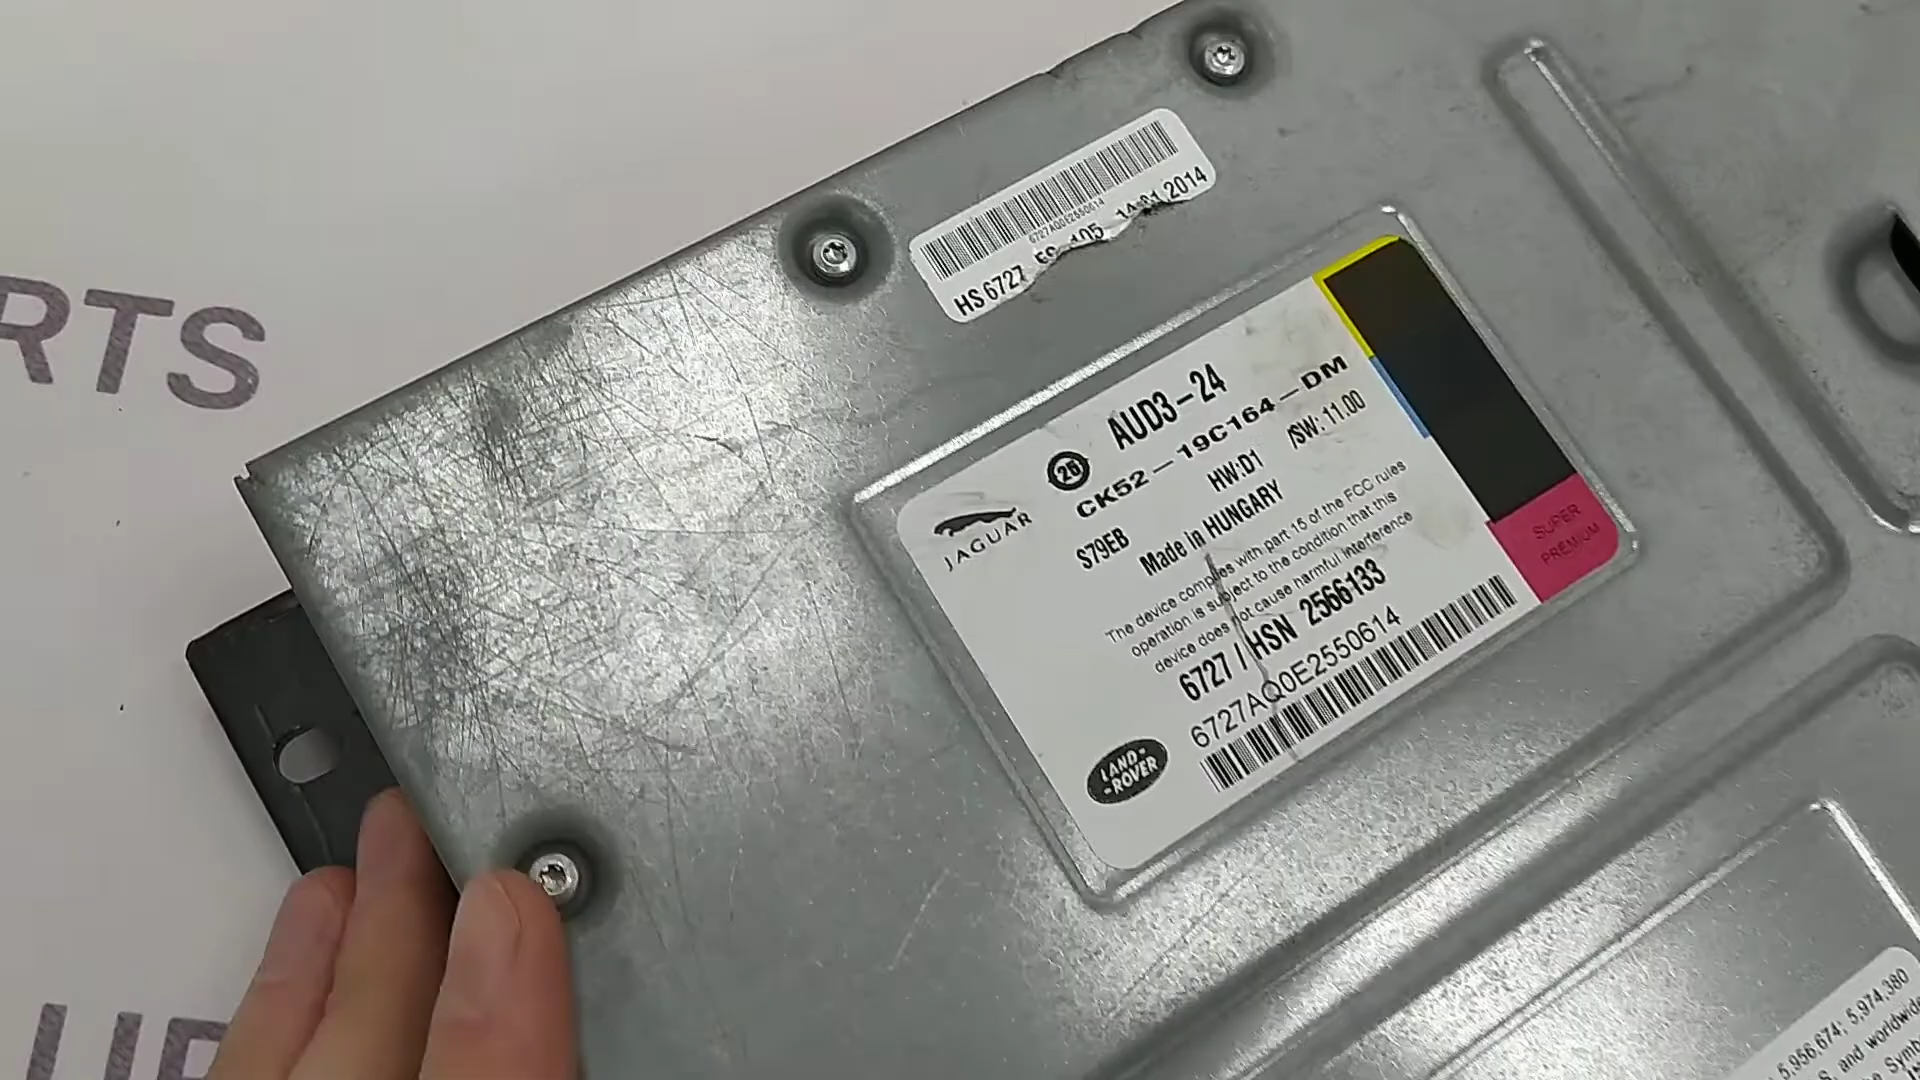 RTS
6727AQ0E2550614
HS 6727 105 14.01.2014
AUD3-24
25
CK52-19C164-DM
HW:D1 /SW: 11.00
S79EB
Made in HUNGARY
The device complies with part 15 of the FCC rules
operation is subject to the condition that this
device does not cause harmful interference
6727 / HSN 2566133
6727AQ0E2550614
JAGUAR
LAND-
-ROVER
SUPER
PREMIUM
5,956,674; 5,974,380
and worldwide